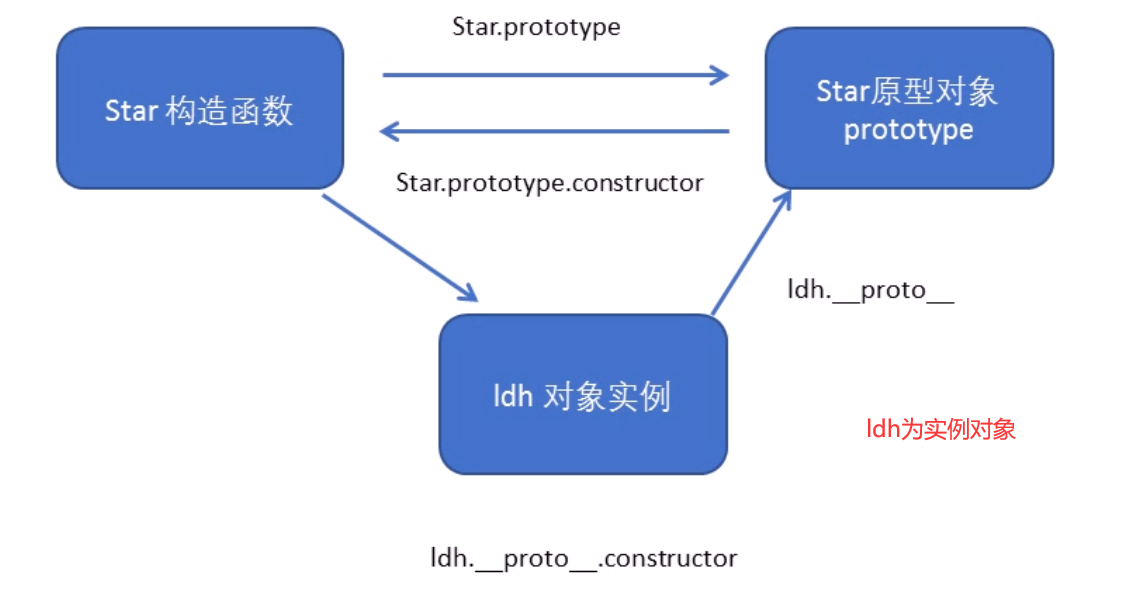 Star.prototype
Star 构造函数
Star原型对象
prototype
Star.prototype.constructor
ldh.__proto__
ldh 对象实例
ldh为实例对象
ldh.__proto__.constructor